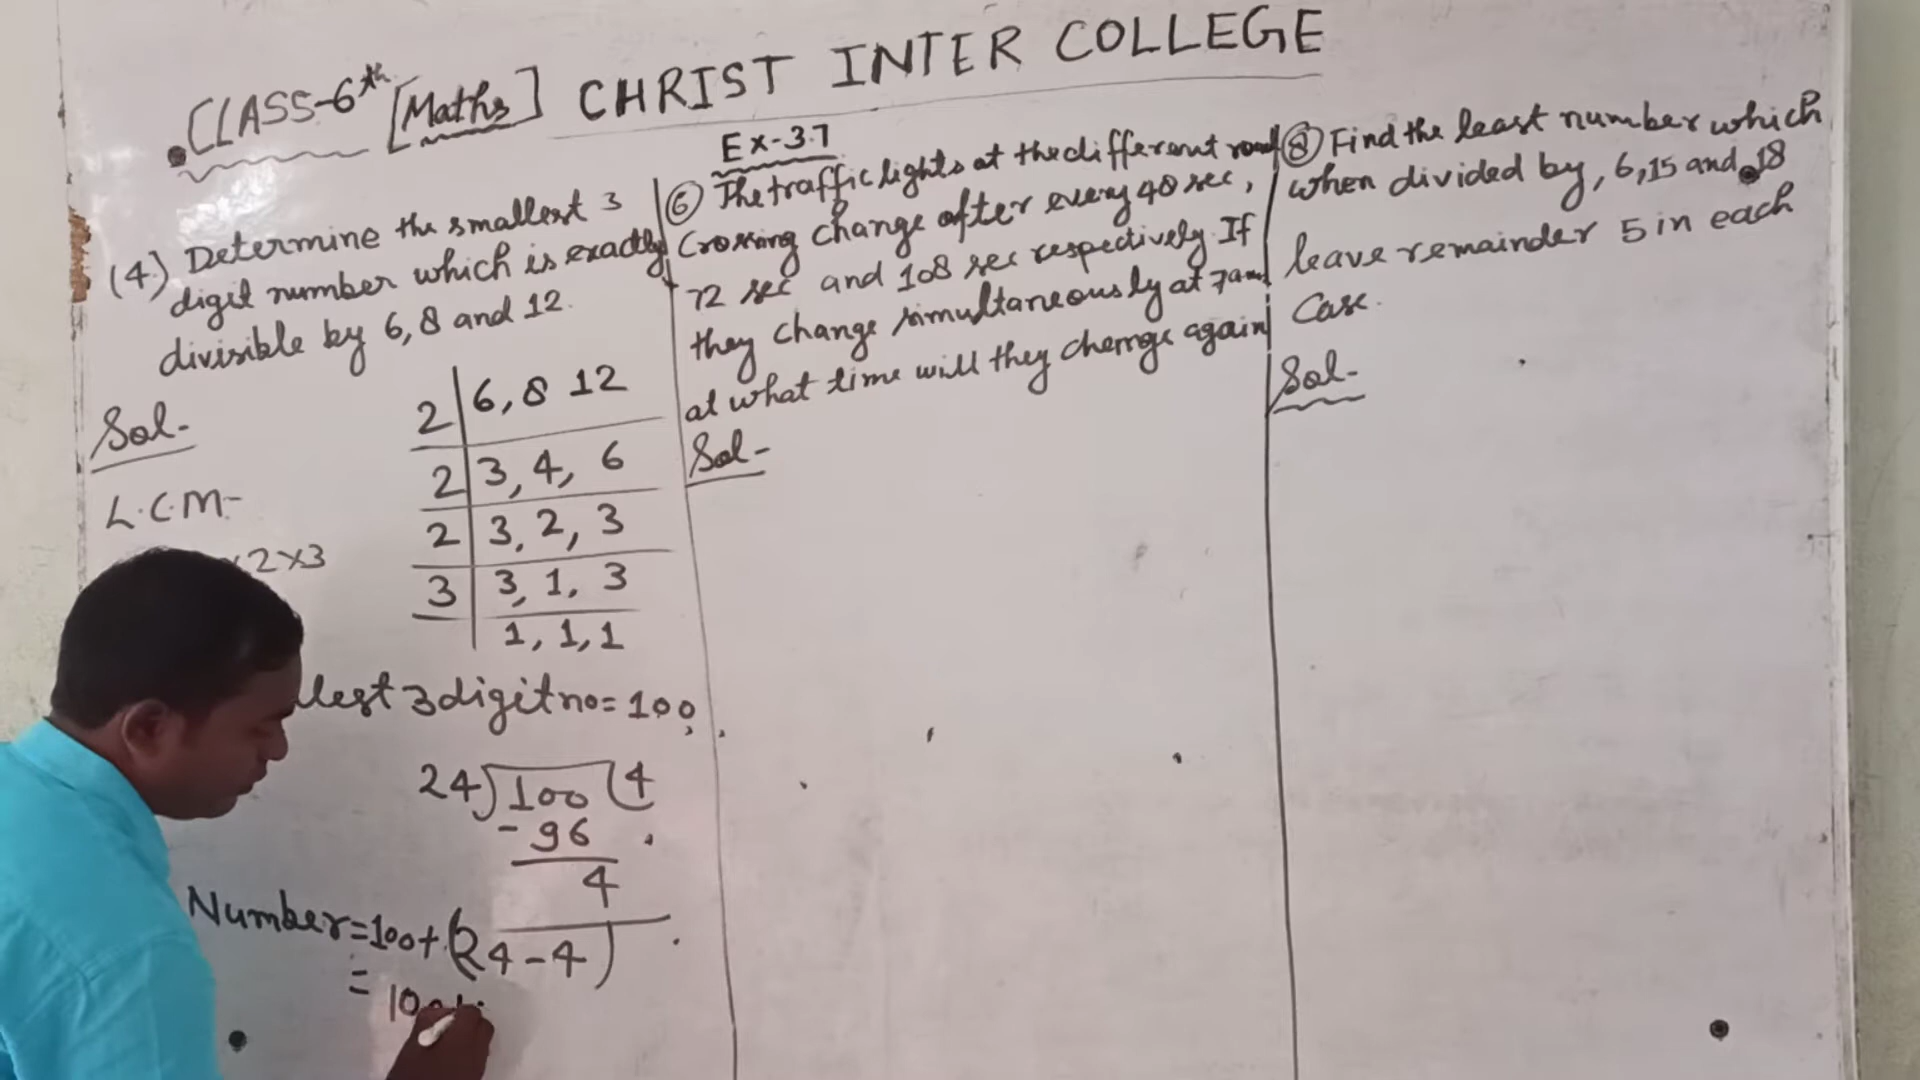 CLASS-6th [Maths] CHRIST INTER COLLEGE
Ex-3.7
(4) Determine the smallest 3
digit number which is exactly
divisible by 6, 8 and 12.
Sol-
2 | 6, 8 12
2 | 3, 4, 6
2 | 3, 2, 3
3 | 3, 1, 3
1, 1, 1
L.C.M-
×2×3
lest 3 digit no = 100
24) 100 (4
- 96
4
Number = 100 + (24 - 4)
= 100
(6) The traffic lights at the different road
Crossing change after every 48 sec,
72 sec and 108 sec respectively. If
they change simultaneously at 7am
at what time will they change again
Sol-
(8) Find the least number which
when divided by, 6, 15 and 18
leave remainder 5 in each
Case.
Sol-